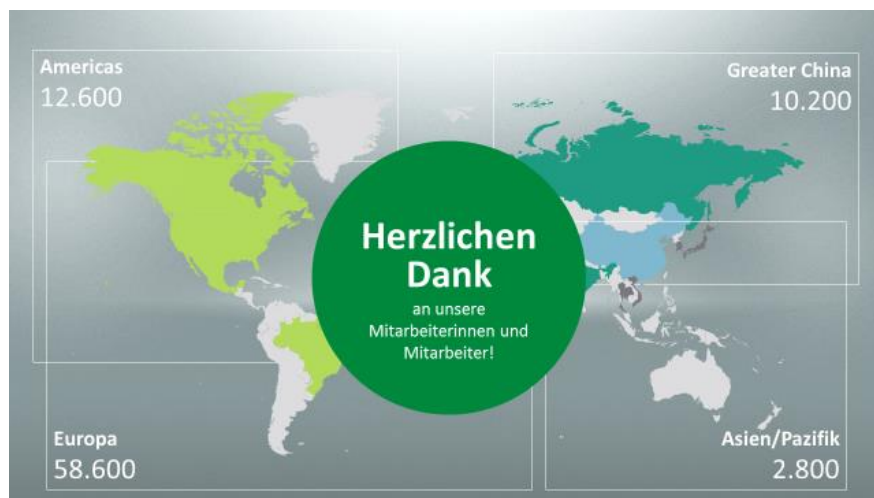 Americas
12.600
Greater China
10.200
Herzlichen
Dank
an unsere
Mitarbeiterinnen und
Mitarbeiter!
Europa
58.600
Asien/Pazifik
2.800